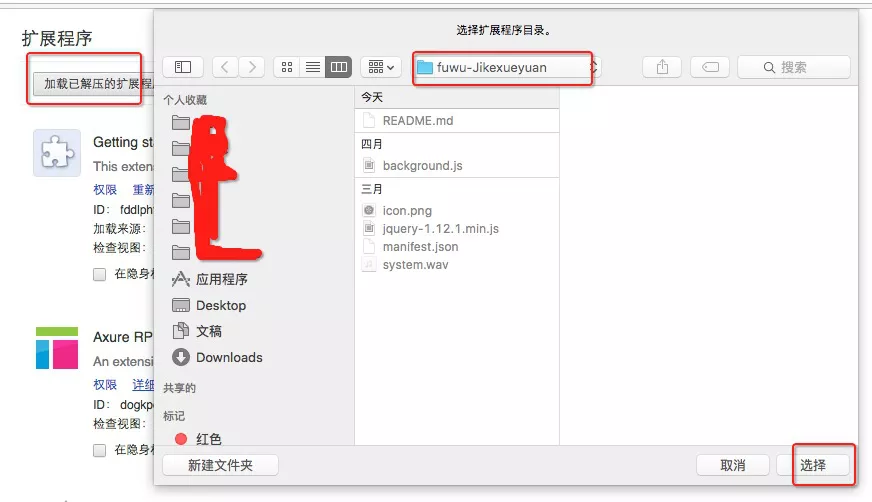 选择扩展程序目录。
扩展程序
fuwu-Jikexueyuan
搜索
加载已解压的扩展程
个人收藏
今天
README.md
四月
background.js
三月
icon.png
jquery-1.12.1.min.js
manifest.json
system.wav
Getting sta
This exten
权限 重新
ID: fddlph
加载来源:
检查视图:
在隐身
应用程序
Desktop
文稿
Downloads
共享的
标记
红色
Axure RP
An extensi
权限 详细
ID: dogkp
检查视图:
在隐身
新建文件夹
取消
选择